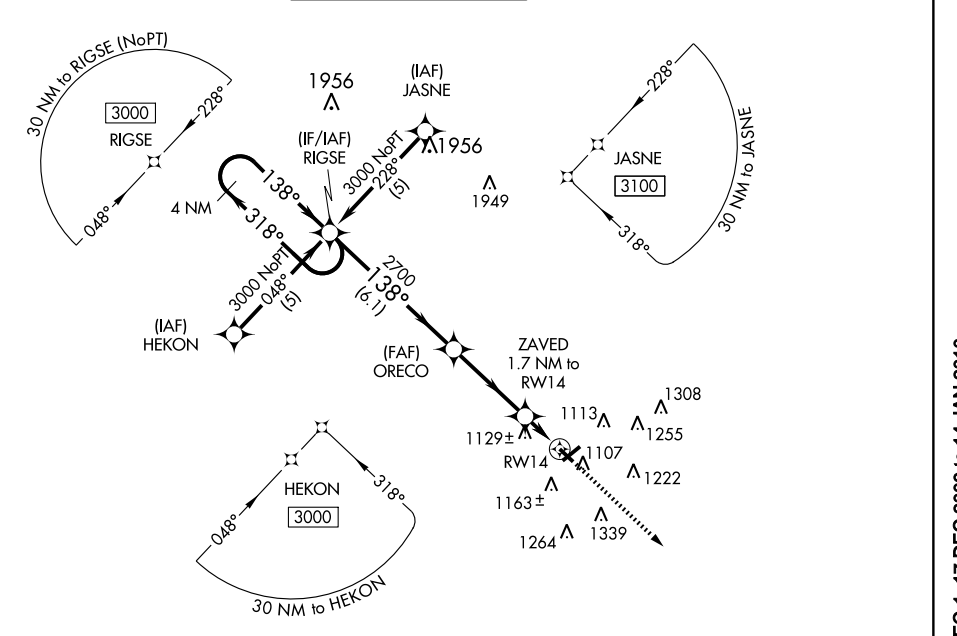 30 NM to RIGSE (NoPT)
3000
RIGSE
228°
048°
1956
(IAF)
JASNE
1956
(IF/IAF)
RIGSE
3000 NoPT
228°
(5)
1949
228°
JASNE
3100
318°
30 NM to JASNE
4 NM
138°
318°
3000 NoPT
048°
(5)
(IAF)
HEKON
2700
138°
(6.1)
(FAF)
ORECO
ZAVED
1.7 NM to
RW14
1308
1113
1255
1129±
1107
RW14
1222
1163±
1339
1264
HEKON
3000
318°
048°
30 NM to HEKON